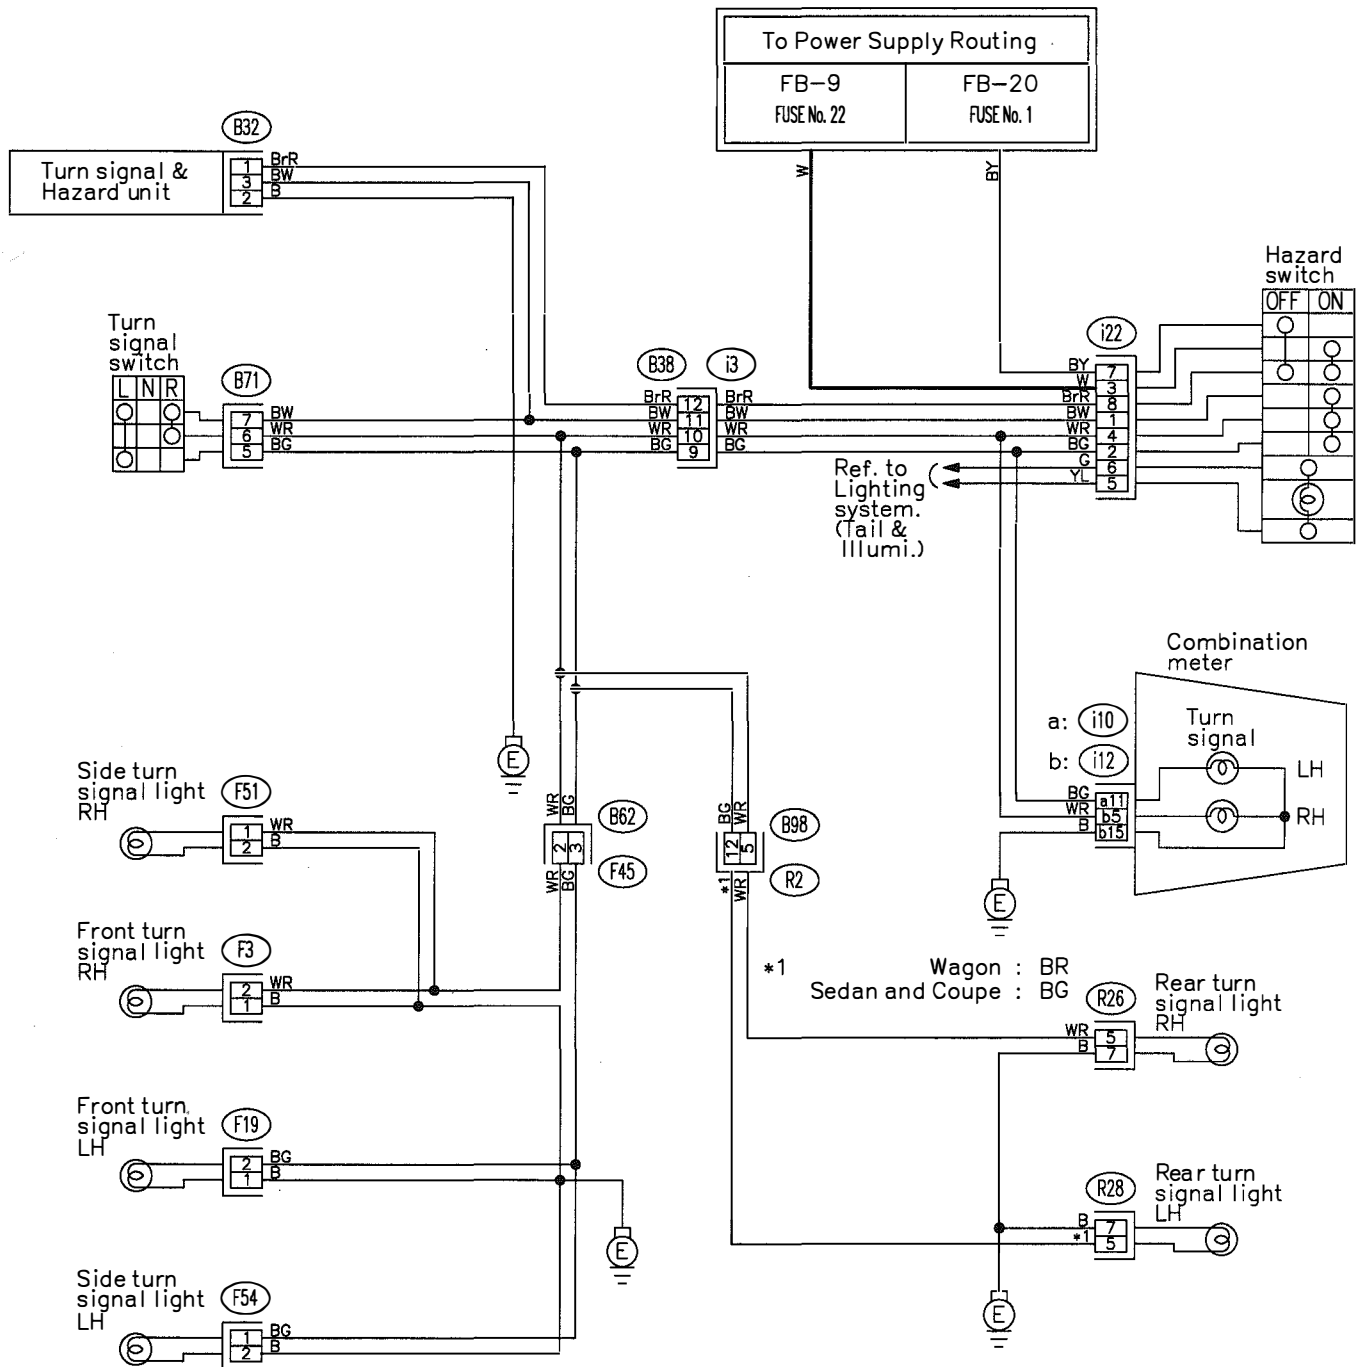 To Power Supply Routing
FB-9
FUSE No. 22
FB-20
FUSE No. 1
W
BY
B32
Turn signal &
Hazard unit
1
3
2
BrR
BW
B
Hazard
switch
OFF ON
Turn
signal
switch
L N R
B71
7
6
5
BW
WR
BG
B38
i3
BrR
BW
WR
BG
12
11
10
9
BrR
BW
WR
BG
i22
BY
W
BrR
BW
WR
BG
G
YL
7
3
8
1
4
2
6
5
Ref. to
Lighting
system.
(Tail &
Illumi.)
Combination
meter
a: i10
b: i12
Turn
signal
LH
RH
BG
WR
B
a11
b5
b15
E
E
Side turn
signal light
RH
F51
1
2
WR
B
WR
BG
B62
2
3
F45
WR
BG
BG
WR
B98
12
5
R2
*1
WR
Front turn
signal light
RH
F3
2
1
WR
B
*1 Wagon : BR
Sedan and Coupe : BG
R26
Rear turn
signal light
RH
WR
B
5
7
Front turn
signal light
LH
F19
2
1
BG
B
E
R28
Rear turn
signal light
LH
B
*1
7
5
E
Side turn
signal light
LH
F54
1
2
BG
B